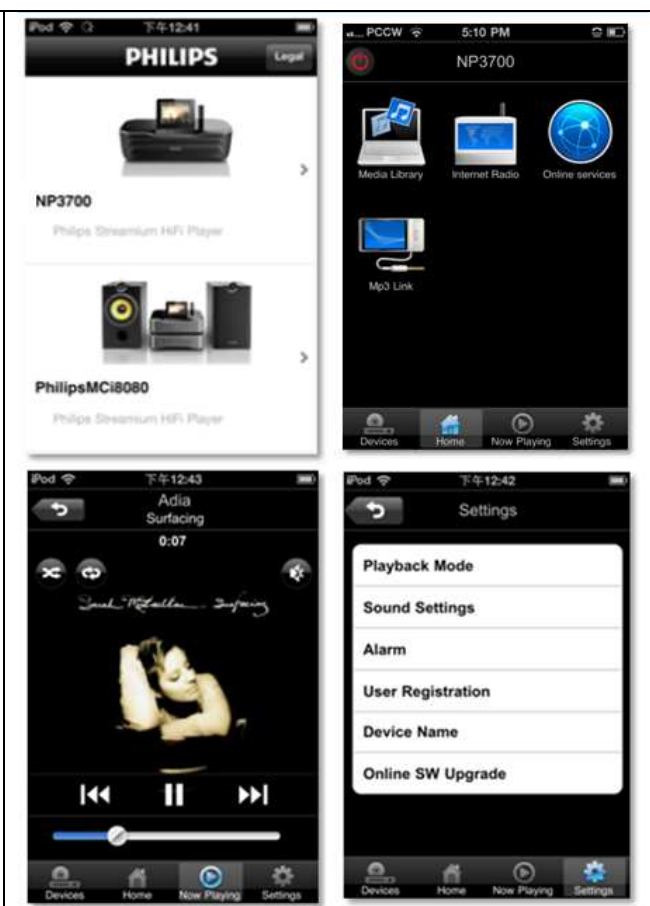 iPod 下午12:41
PHILIPS Legal
NP3700
Philips Streamium HiFi Player
PhilipsMCi8080
Philips Streamium HiFi Player
PCCW 5:10 PM
NP3700
Media Library Internet Radio Online services
Mp3 Link
Devices Home Now Playing Settings
iPod 下午12:43
Adia
Surfacing
0:07
Sarah McLachlan Surfacing
Devices Home Now Playing Settings
iPod 下午12:42
Settings
Playback Mode
Sound Settings
Alarm
User Registration
Device Name
Online SW Upgrade
Devices Home Now Playing Settings